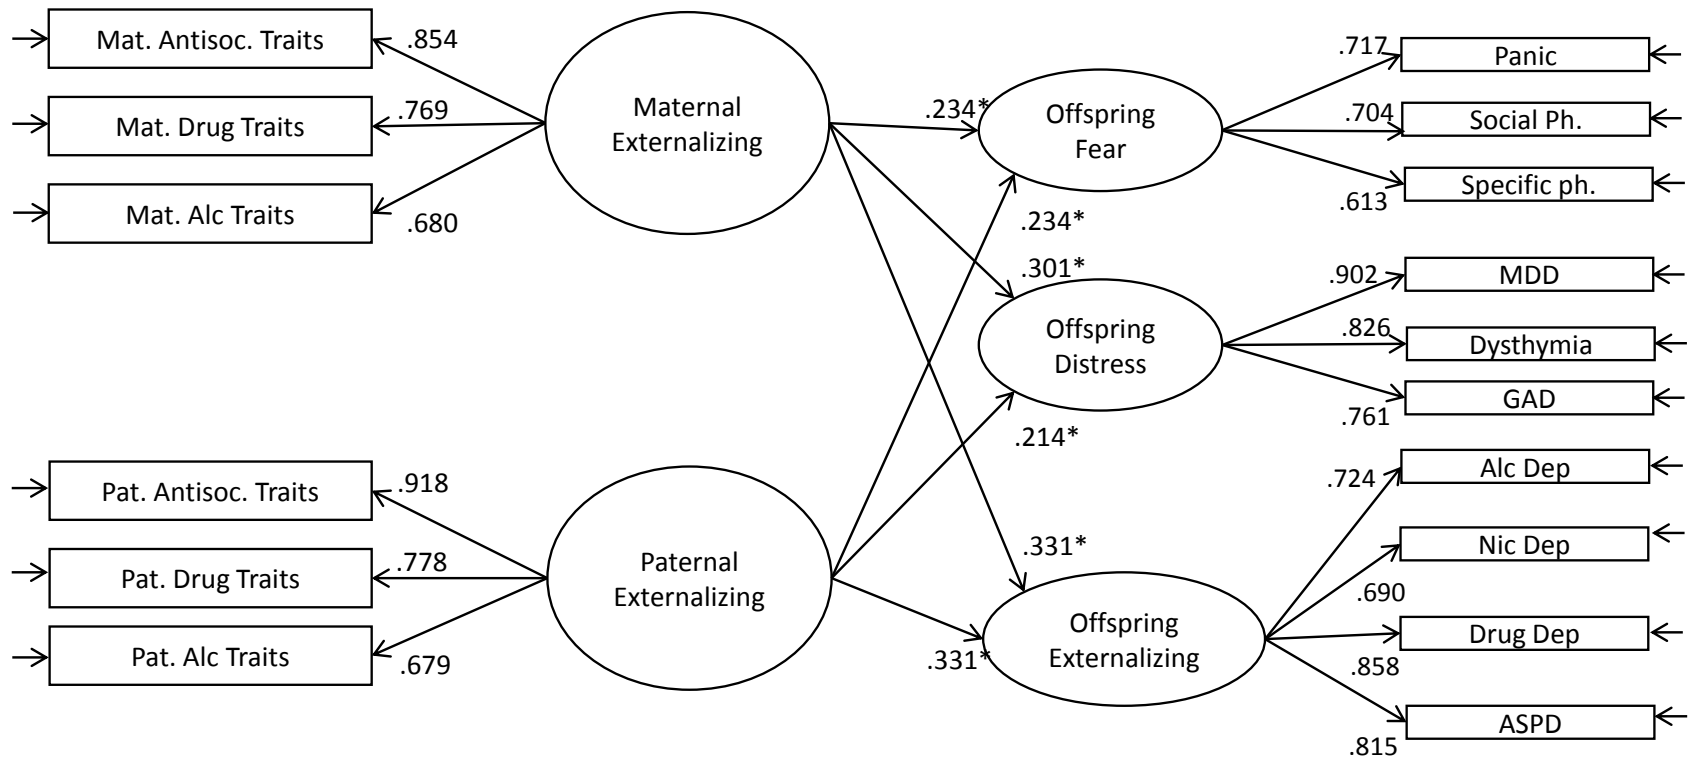 Mat. Antisoc. Traits
.854
Mat. Drug Traits
.769
Mat. Alc Traits
.680
Maternal
Externalizing
Pat. Antisoc. Traits
.918
Pat. Drug Traits
.778
Pat. Alc Traits
.679
Paternal
Externalizing
.234*
.234*
Offspring
Fear
.301*
.214*
Offspring
Distress
.331*
.331*
Offspring
Externalizing
.717
Panic
.704
Social Ph.
.613
Specific ph.
.902
MDD
.826
Dysthymia
.761
GAD
.724
Alc Dep
.690
Nic Dep
.858
Drug Dep
.815
ASPD